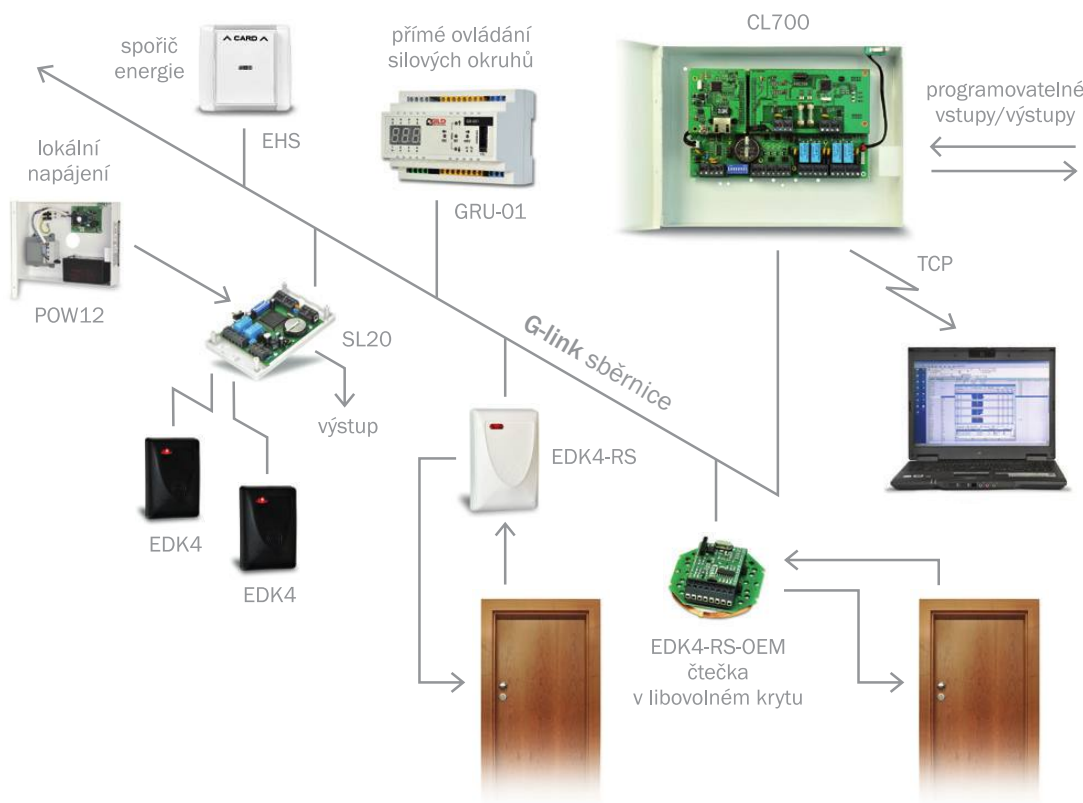 CL700
spořič
energie
přímé ovládání
silových okruhů
programovatelné
vstupy/výstupy
^ CARD ^
EHS
lokální
napájení
GRU-01
TCP
POW12
SL20
G-link sběrnice
výstup
EDK4-RS
EDK4
EDK4
EDK4-RS-OEM
čtečka
v libovolném krytu